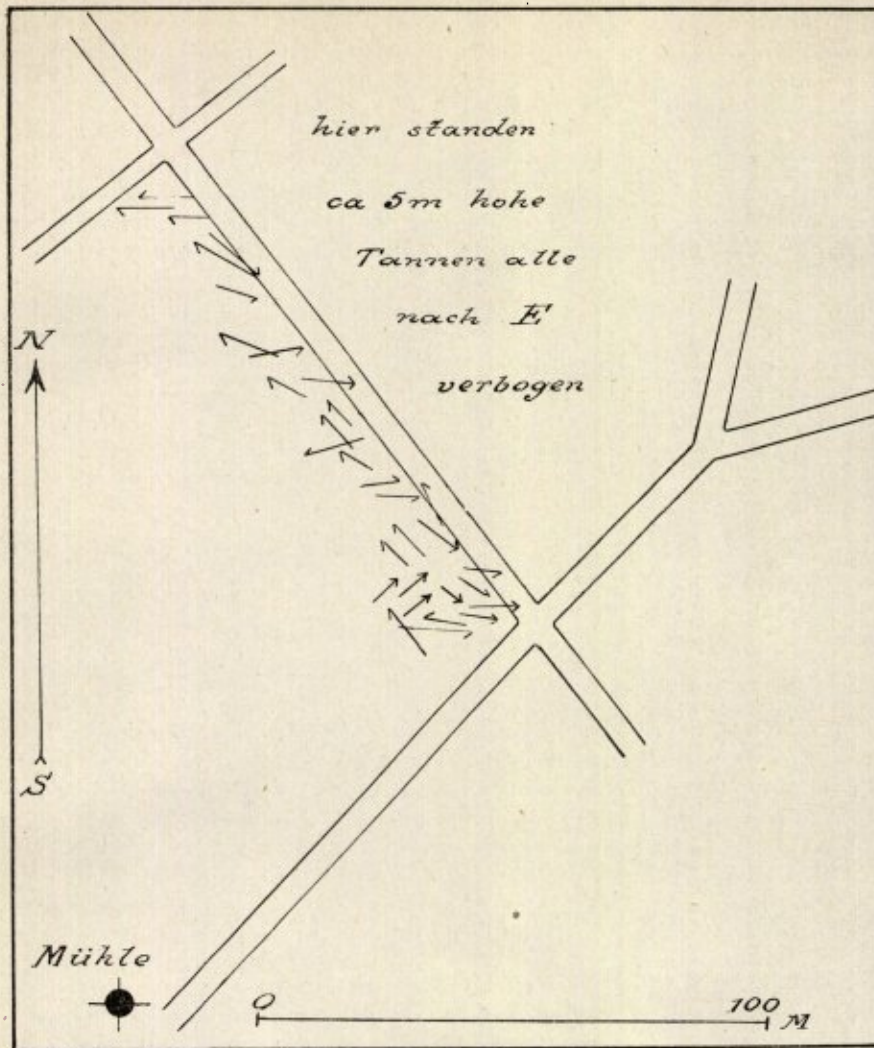 hier standen
ca 5m hohe
Tannen alle
nach E
verbogen
N
S
Mühle
0 100 M